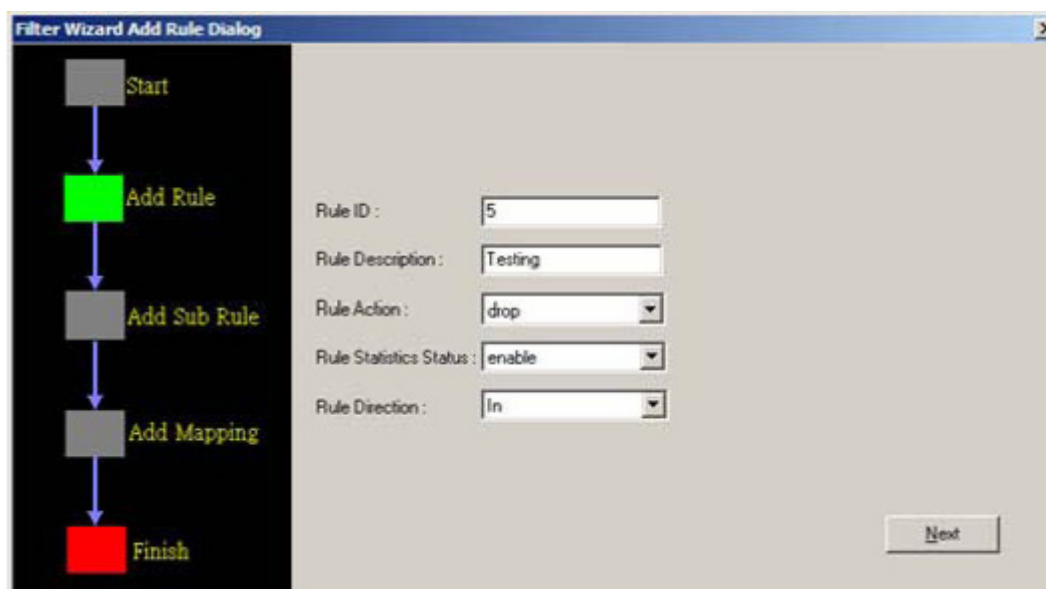 Filter Wizard Add Rule Dialog
Start
Add Rule
Add Sub Rule
Add Mapping
Finish
Rule ID : 5
Rule Description : Testing
Rule Action : drop
Rule Statistics Status : enable
Rule Direction : In
Next